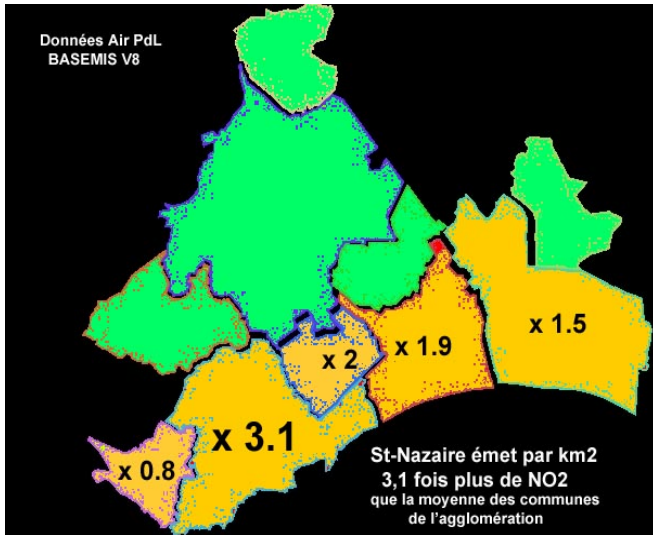 Données Air PdL
BASEMIS V8
x 1.5
x 1.9
x 2
x 3.1
x 0.8
St-Nazaire émet par km2
3,1 fois plus de NO2
que la moyenne des communes
de l'agglomération